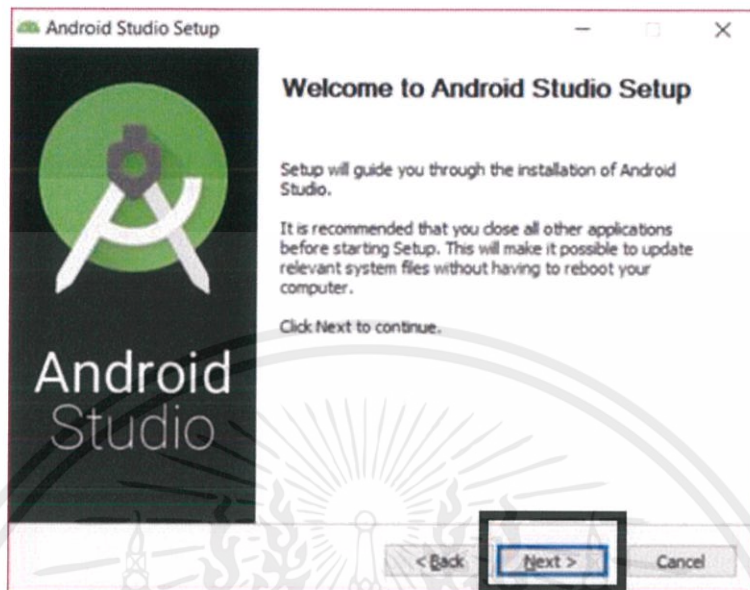 Android Studio Setup
Welcome to Android Studio Setup
Setup will guide you through the installation of Android
Studio.
It is recommended that you close all other applications
before starting Setup. This will make it possible to update
relevant system files without having to reboot your
computer.
Click Next to continue.
Android
Studio
< Back
Next >
Cancel